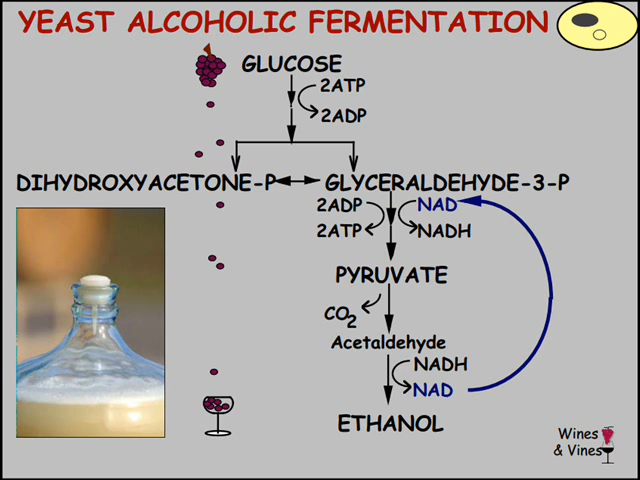 YEAST ALCOHOLIC FERMENTATION
GLUCOSE
2ATP
2ADP
DIHYDROXYACETONE-P
GLYCERALDEHYDE-3-P
2ADP
NAD
2ATP
NADH
PYRUVATE
CO2
Acetaldehyde
NADH
NAD
ETHANOL
Wines
& Vines